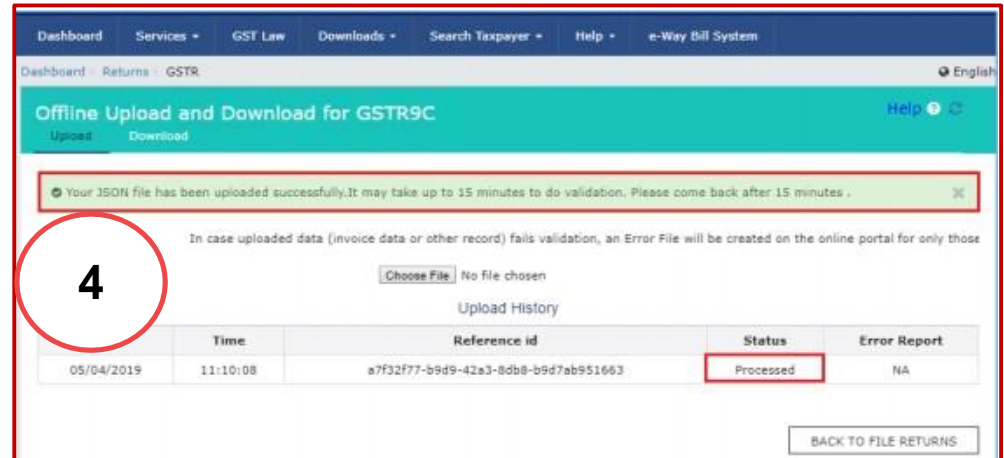 Dashboard Services GST Law Downloads Search Taxpayer Help e-Way Bill System
Dashboard Returns GSTR English
Offline Upload and Download for GSTR9C Help
Upload Download
Your JSON file has been uploaded successfully.It may take up to 15 minutes to do validation. Please come back after 15 minutes .
In case uploaded data (invoice data or other record) fails validation, an Error File will be created on the online portal for only those
4
Choose File No file chosen
Upload History
Time Reference id Status Error Report
05/04/2019 11:10:08 a7f32f77-b9d9-42a3-8db8-b9d7ab951663 Processed NA
BACK TO FILE RETURNS